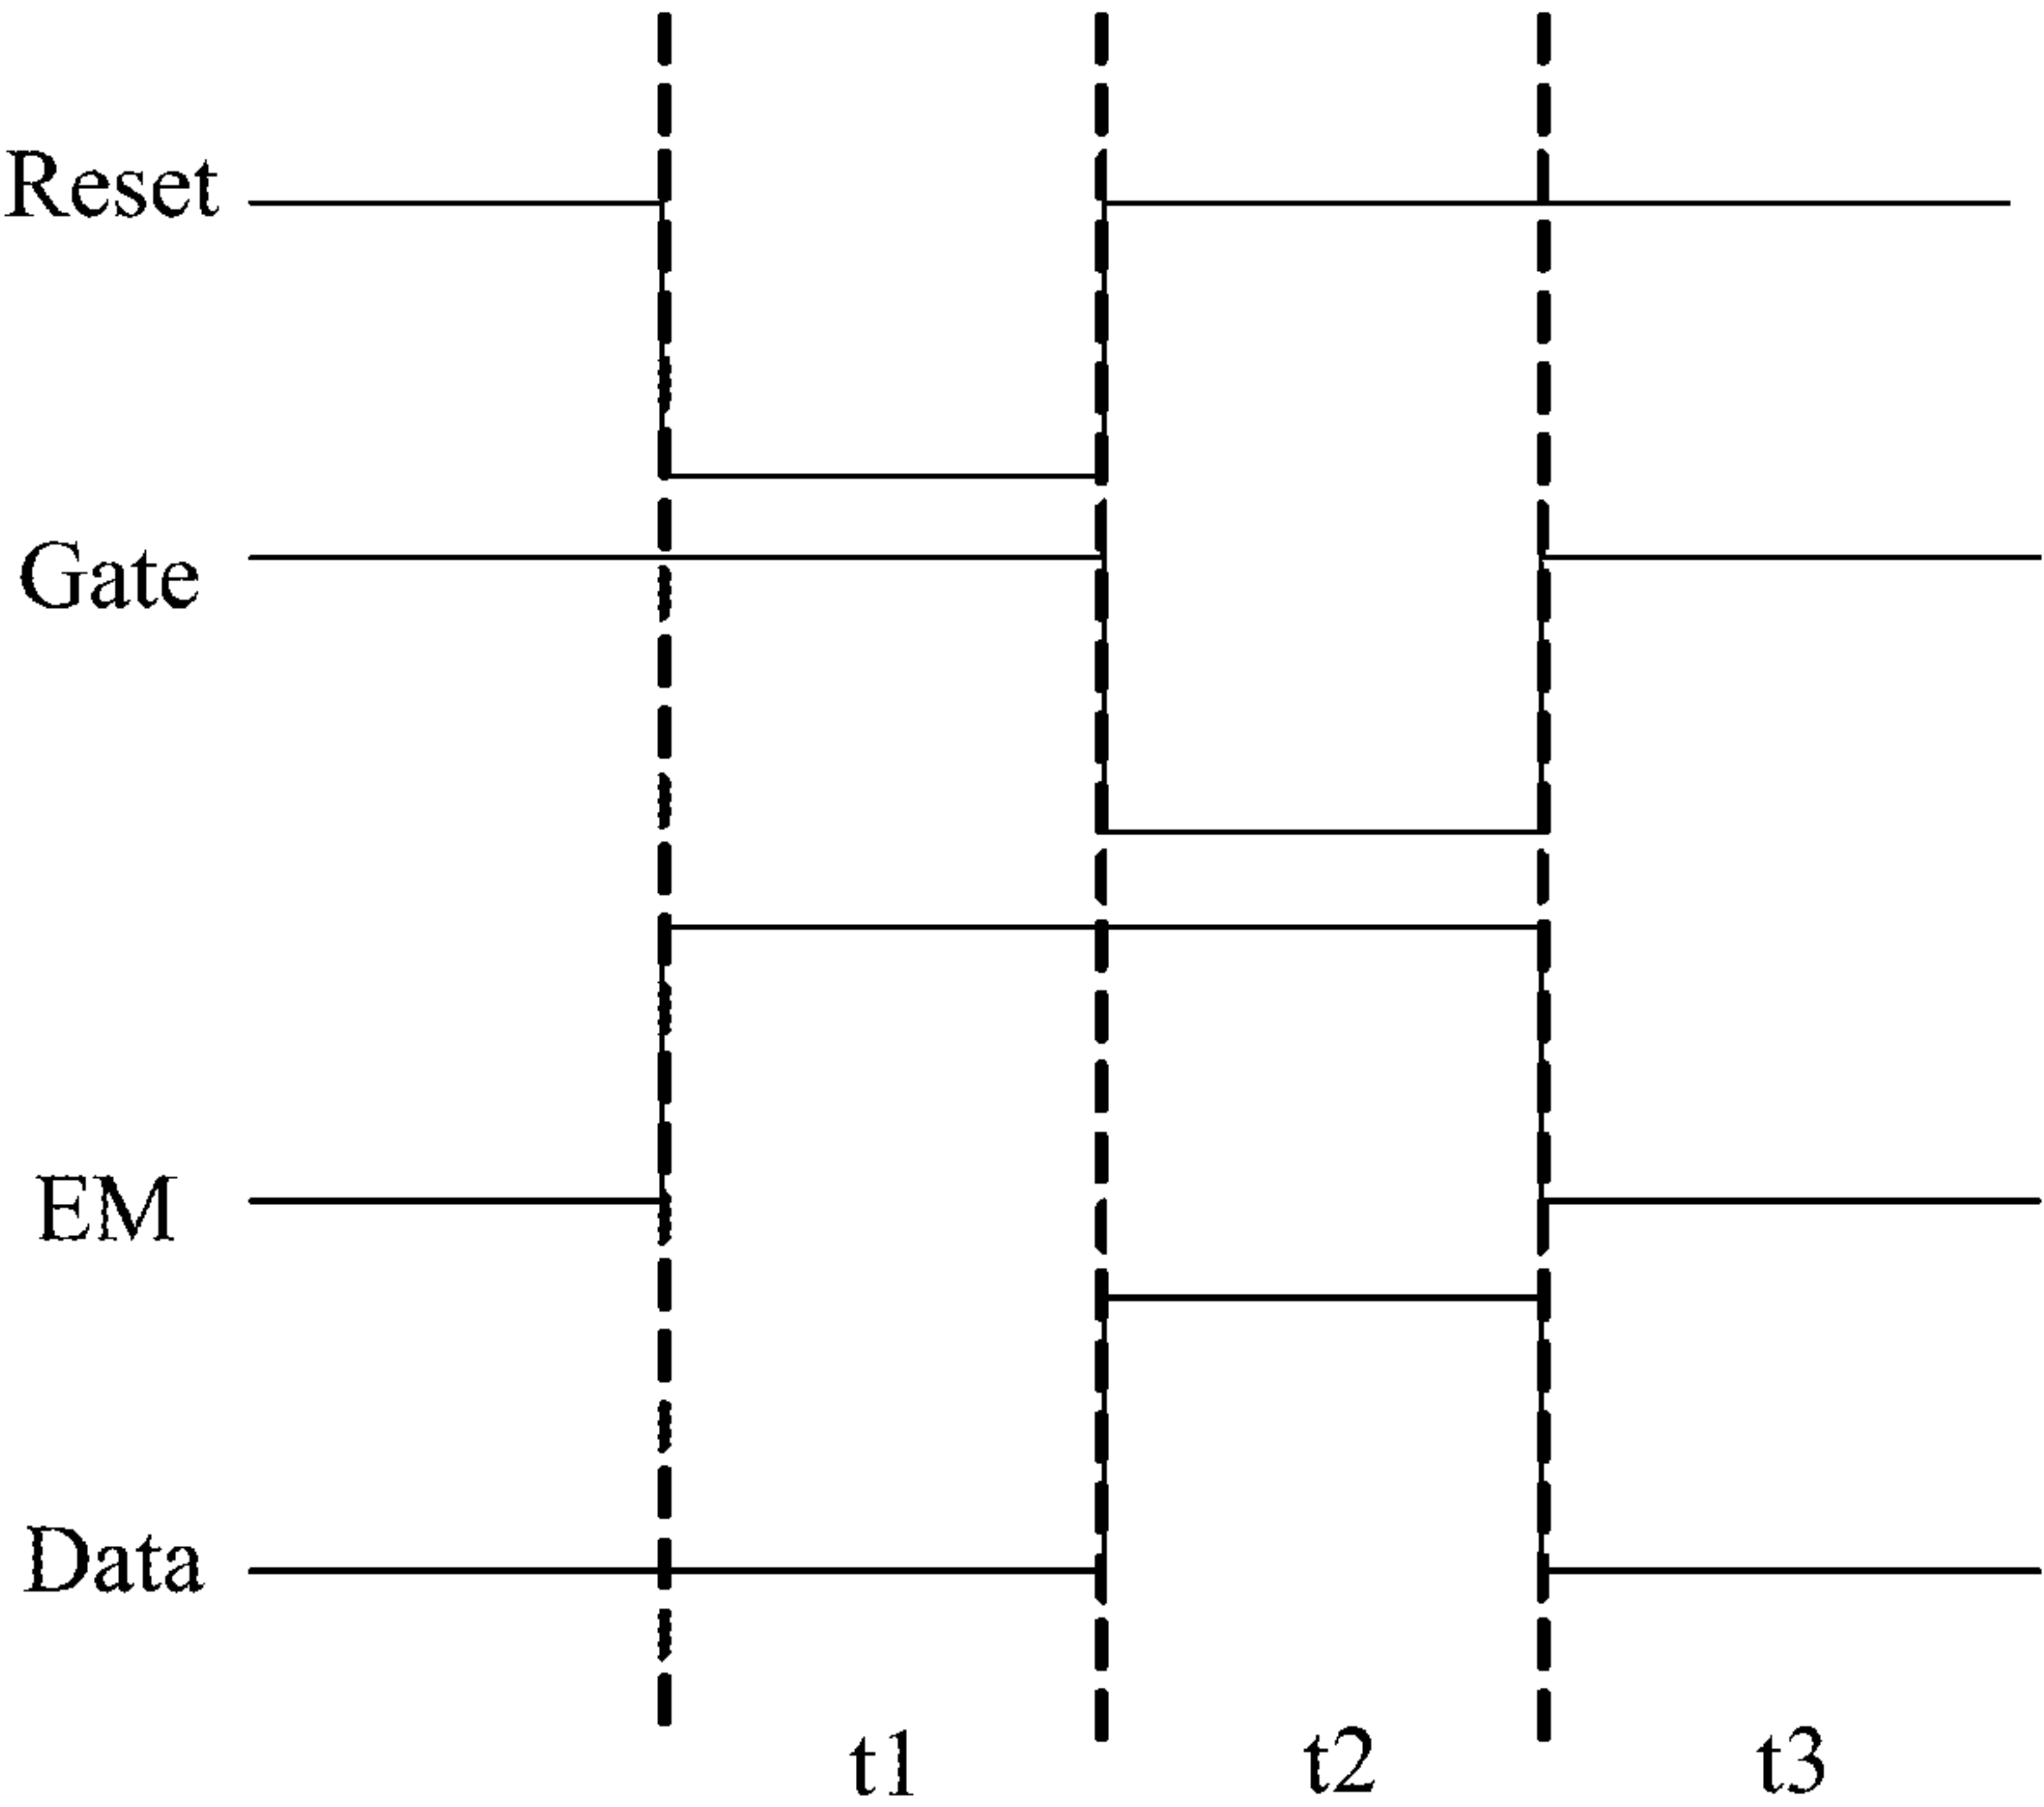 Reset
Gate
EM
Data
t1 t2 t3